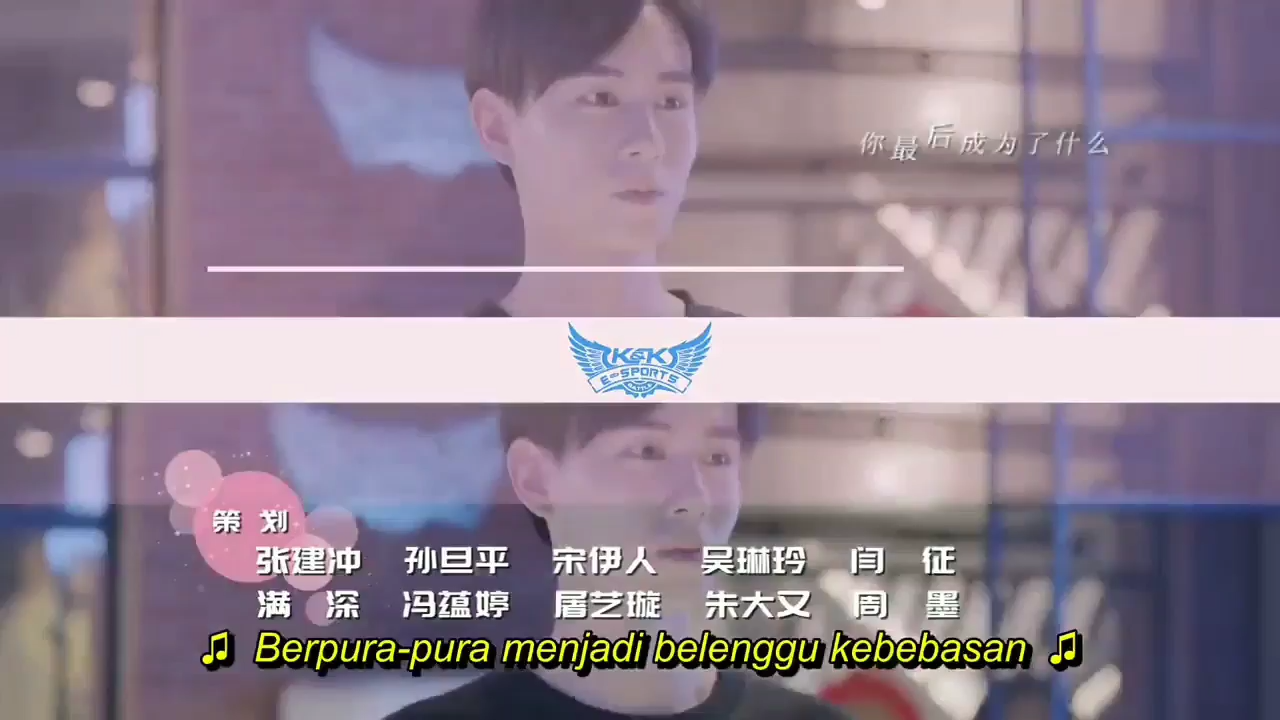 你最后成为了什么
K&K
E-SPORTS
BATTLE
策 划
张建冲 孙旦平 宋伊人 吴琳玲 闫 征
满 深 冯蕴婷 屠艺璇 朱大又 周 墨
♫ Berpura-pura menjadi belenggu kebebasan ♫